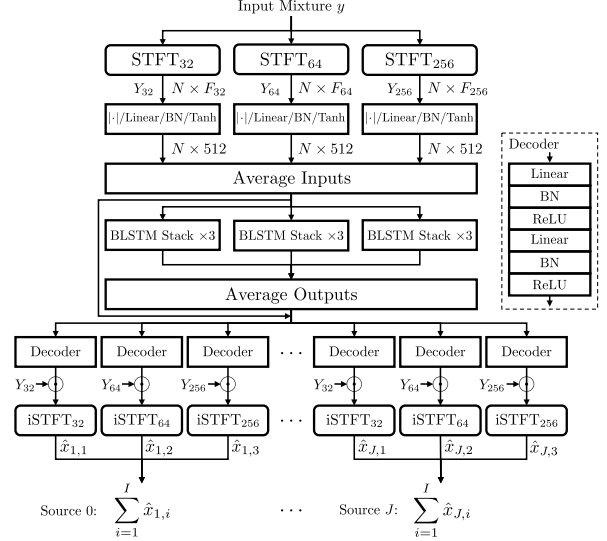 Input Mixture y
STFT₃₂ STFT₆₄ STFT₂₅₆
Y₃₂ N × F₃₂ Y₆₄ N × F₆₄ Y₂₅₆ N × F₂₅₆
|·|/Linear/BN/Tanh |·|/Linear/BN/Tanh |·|/Linear/BN/Tanh
N × 512 N × 512 N × 512
Average Inputs
BLSTM Stack ×3 BLSTM Stack ×3 BLSTM Stack ×3
Average Outputs
Decoder
Linear
BN
ReLU
Linear
BN
ReLU
Decoder Decoder Decoder ... Decoder Decoder Decoder
Y₃₂ Y₆₄ Y₂₅₆ Y₃₂ Y₆₄ Y₂₅₆
iSTFT₃₂ iSTFT₆₄ iSTFT₂₅₆ ... iSTFT₃₂ iSTFT₆₄ iSTFT₂₅₆
x̂₁,₁ x̂₁,₂ x̂₁,₃ x̂J,₁ x̂J,₂ x̂J,₃
Source 0: ∑ᵢ₌₁ᴵ x̂₁,ᵢ ... Source J: ∑ᵢ₌₁ᴵ x̂J,ᵢ